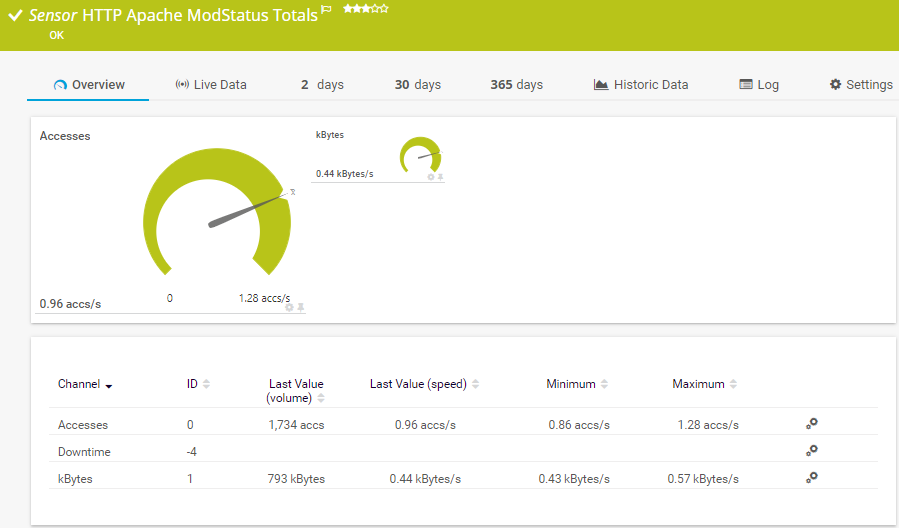 Sensor HTTP Apache ModStatus Totals
OK
Overview Live Data 2 days 30 days 365 days Historic Data Log Settings
Accesses
kBytes
0.44 kBytes/s
x
0 1.28 accs/s
0.96 accs/s
Channel ID Last Value (volume) Last Value (speed) Minimum Maximum
Accesses 0 1,734 accs 0.96 accs/s 0.86 accs/s 1.28 accs/s
Downtime -4
kBytes 1 793 kBytes 0.44 kBytes/s 0.43 kBytes/s 0.57 kBytes/s